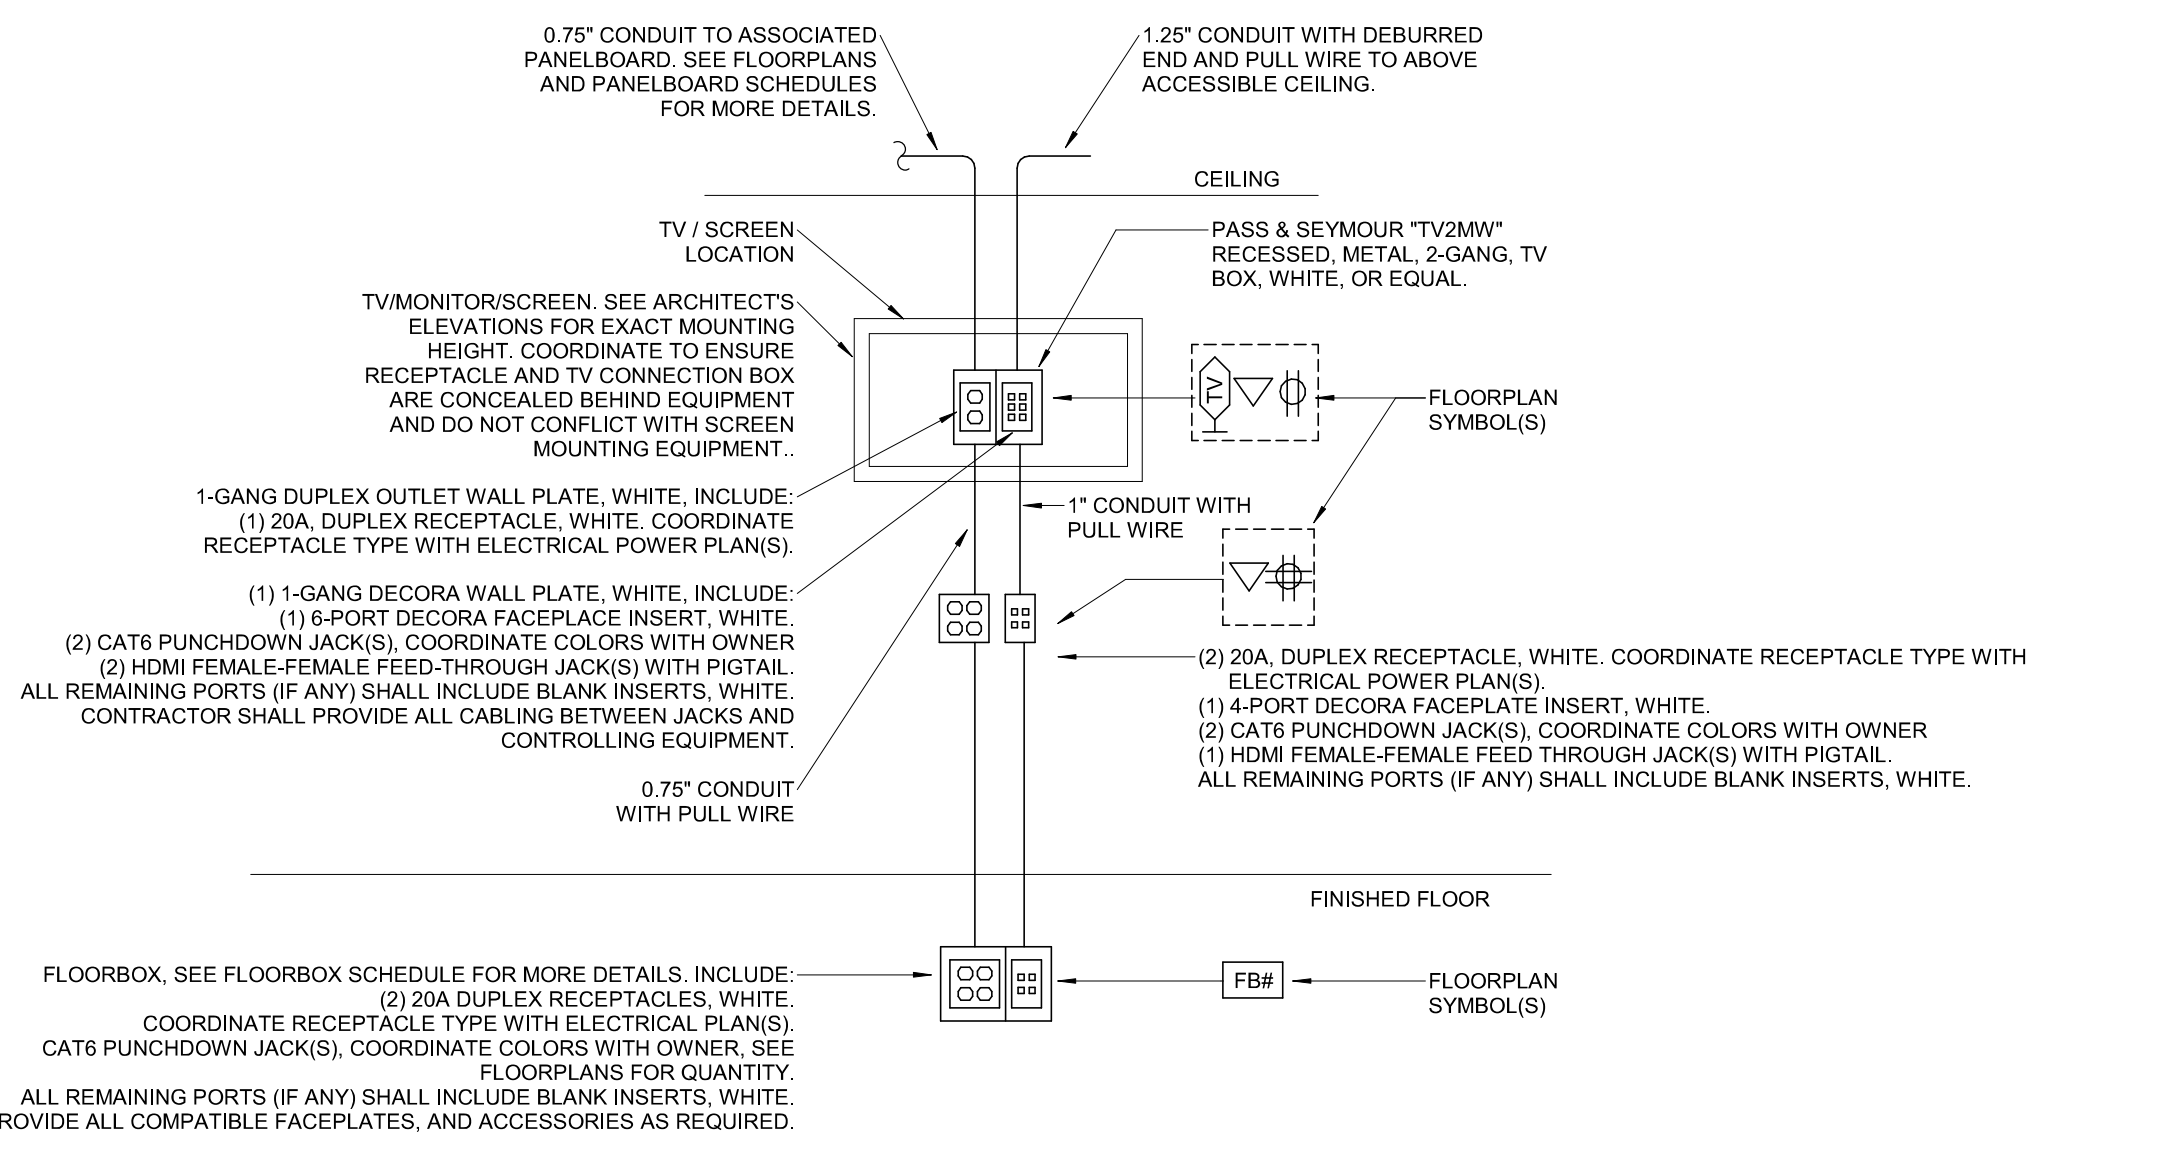 0.75" CONDUIT TO ASSOCIATED
PANELBOARD. SEE FLOORPLANS
AND PANELBOARD SCHEDULES
FOR MORE DETAILS.
1.25" CONDUIT WITH DEBURRED
END AND PULL WIRE TO ABOVE
ACCESSIBLE CEILING.
CEILING
TV / SCREEN
LOCATION
PASS & SEYMOUR "TV2MW"
RECESSED, METAL, 2-GANG, TV
BOX, WHITE, OR EQUAL.
TV/MONITOR/SCREEN. SEE ARCHITECT'S
ELEVATIONS FOR EXACT MOUNTING
HEIGHT. COORDINATE TO ENSURE
RECEPTACLE AND TV CONNECTION BOX
ARE CONCEALED BEHIND EQUIPMENT
AND DO NOT CONFLICT WITH SCREEN
MOUNTING EQUIPMENT..
TV
FLOORPLAN
SYMBOL(S)
1-GANG DUPLEX OUTLET WALL PLATE, WHITE, INCLUDE:
(1) 20A, DUPLEX RECEPTACLE, WHITE. COORDINATE
RECEPTACLE TYPE WITH ELECTRICAL POWER PLAN(S).
1" CONDUIT WITH
PULL WIRE
(1) 1-GANG DECORA WALL PLATE, WHITE, INCLUDE:
(1) 6-PORT DECORA FACEPLACE INSERT, WHITE.
(2) CAT6 PUNCHDOWN JACK(S), COORDINATE COLORS WITH OWNER
(2) HDMI FEMALE-FEMALE FEED-THROUGH JACK(S) WITH PIGTAIL.
ALL REMAINING PORTS (IF ANY) SHALL INCLUDE BLANK INSERTS, WHITE.
CONTRACTOR SHALL PROVIDE ALL CABLING BETWEEN JACKS AND
CONTROLLING EQUIPMENT.
(2) 20A, DUPLEX RECEPTACLE, WHITE. COORDINATE RECEPTACLE TYPE WITH
ELECTRICAL POWER PLAN(S).
(1) 4-PORT DECORA FACEPLATE INSERT, WHITE.
(2) CAT6 PUNCHDOWN JACK(S), COORDINATE COLORS WITH OWNER
(1) HDMI FEMALE-FEMALE FEED THROUGH JACK(S) WITH PIGTAIL.
ALL REMAINING PORTS (IF ANY) SHALL INCLUDE BLANK INSERTS, WHITE.
0.75" CONDUIT
WITH PULL WIRE
FINISHED FLOOR
FLOORBOX, SEE FLOORBOX SCHEDULE FOR MORE DETAILS. INCLUDE:
(2) 20A DUPLEX RECEPTACLES, WHITE.
COORDINATE RECEPTACLE TYPE WITH ELECTRICAL PLAN(S).
CAT6 PUNCHDOWN JACK(S), COORDINATE COLORS WITH OWNER, SEE
FLOORPLANS FOR QUANTITY.
ALL REMAINING PORTS (IF ANY) SHALL INCLUDE BLANK INSERTS, WHITE.
ROVIDE ALL COMPATIBLE FACEPLATES, AND ACCESSORIES AS REQUIRED.
FB#
FLOORPLAN
SYMBOL(S)